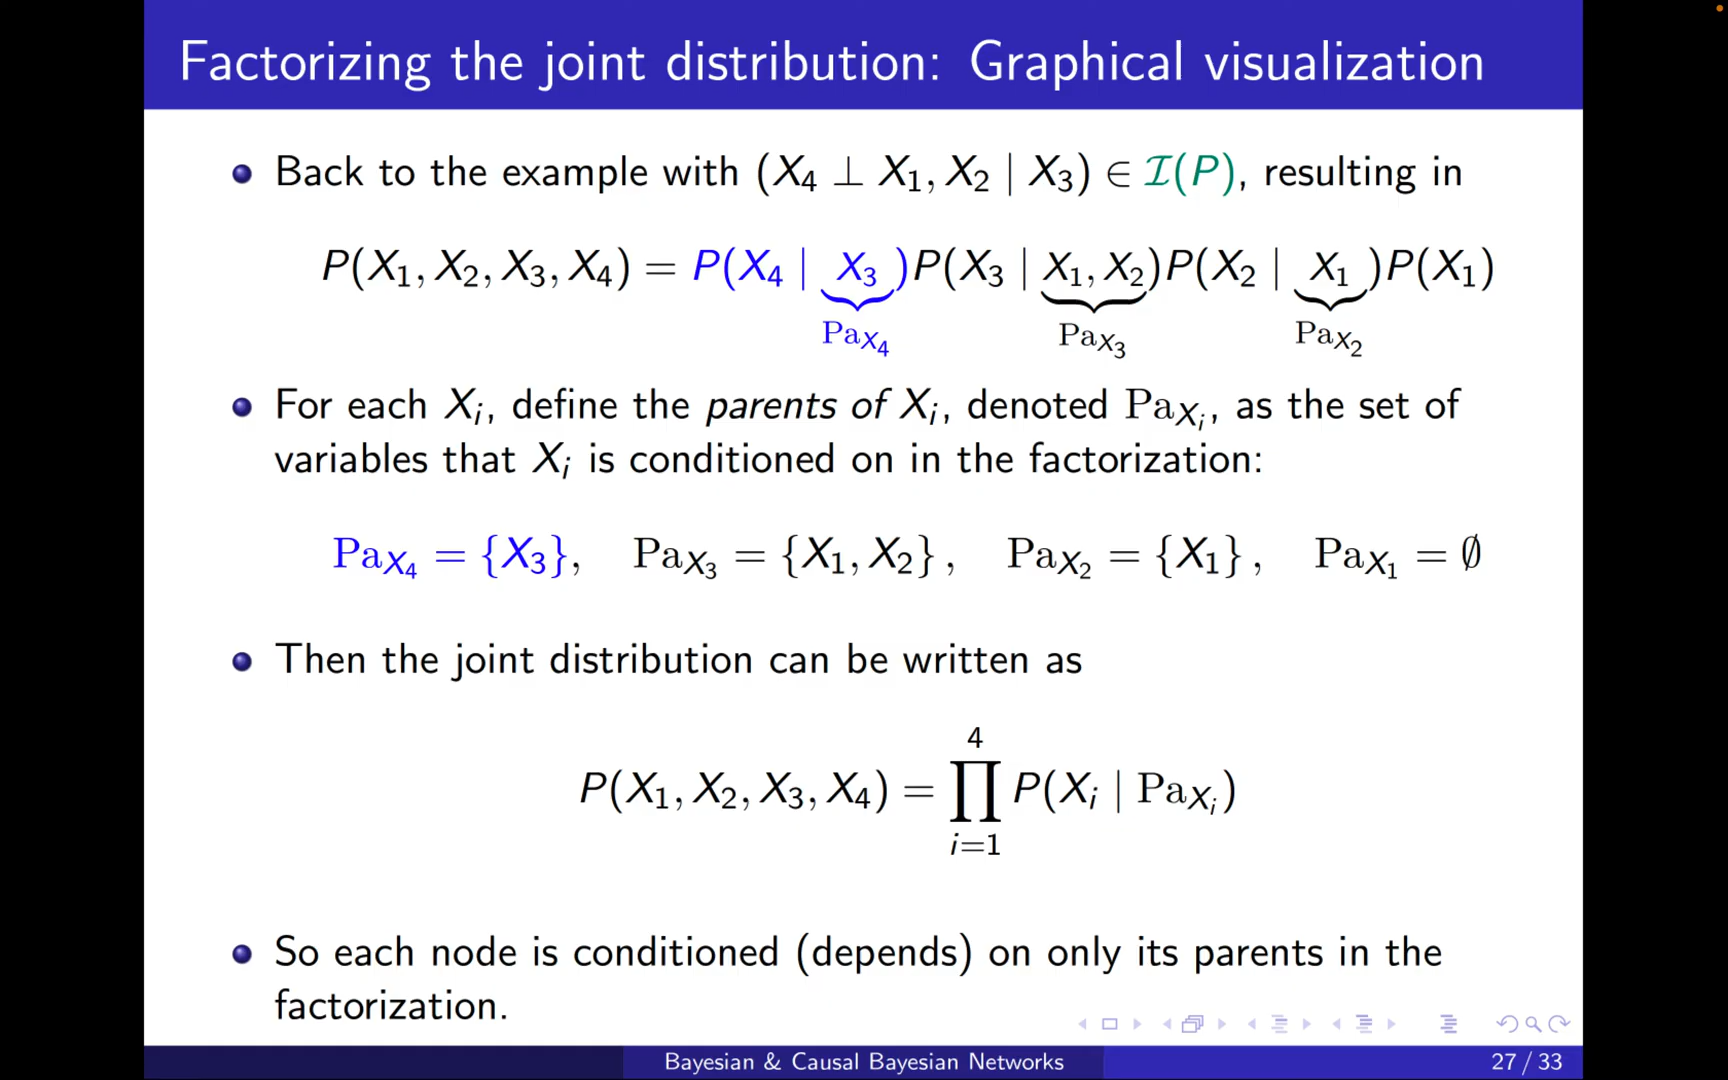 Factorizing the joint distribution: Graphical visualization
Back to the example with (X₄ ⊥ X₁, X₂ | X₃) ∈ 𝓘(P), resulting in
P(X₁, X₂, X₃, X₄) = P(X₄ | X₃)P(X₃ | X₁, X₂)P(X₂ | X₁)P(X₁)
Pa_X₄ Pa_X₃ Pa_X₂
For each Xᵢ, define the parents of Xᵢ, denoted Pa_Xᵢ, as the set of
variables that Xᵢ is conditioned on in the factorization:
Pa_X₄ = {X₃}, Pa_X₃ = {X₁, X₂}, Pa_X₂ = {X₁}, Pa_X₁ = ∅
Then the joint distribution can be written as
4
P(X₁, X₂, X₃, X₄) = ∏ P(Xᵢ | Pa_Xᵢ)
i=1
So each node is conditioned (depends) on only its parents in the
factorization.
Bayesian & Causal Bayesian Networks
27 / 33